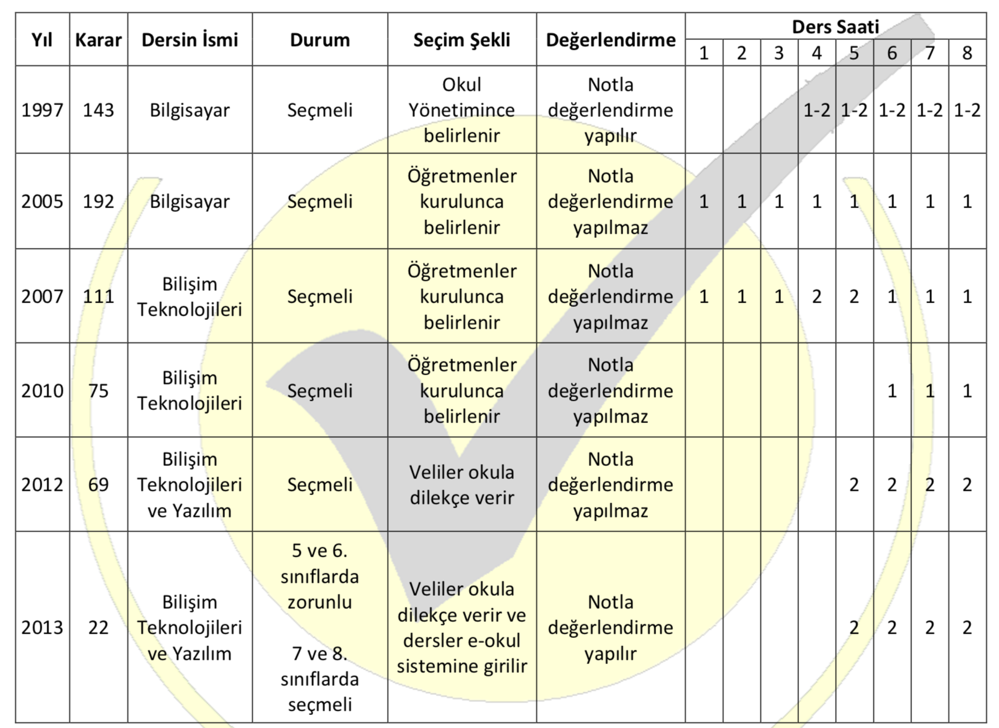 Yıl Karar Dersin İsmi Durum Seçim Şekli Değerlendirme Ders Saati
1 2 3 4 5 6 7 8
1997 143 Bilgisayar Seçmeli Okul
Yönetimince
belirlenir Notla
değerlendirme
yapılır 1-2 1-2 1-2 1-2 1-2
2005 192 Bilgisayar Seçmeli Öğretmenler
kurulunca
belirlenir Notla
değerlendirme
yapılmaz 1 1 1 1 1 1 1 1
2007 111 Bilişim
Teknolojileri Seçmeli Öğretmenler
kurulunca
belirlenir Notla
değerlendirme
yapılmaz 1 1 1 2 2 1 1 1
2010 75 Bilişim
Teknolojileri Seçmeli Öğretmenler
kurulunca
belirlenir Notla
değerlendirme
yapılmaz 1 1 1
2012 69 Bilişim
Teknolojileri
ve Yazılım Seçmeli Veliler okula
dilekçe verir Notla
değerlendirme
yapılmaz 2 2 2 2
2013 22 Bilişim
Teknolojileri
ve Yazılım 5 ve 6.
sınıflarda
zorunlu
7 ve 8.
sınıflarda
seçmeli Veliler okula
dilekçe verir ve
dersler e-okul
sistemine girilir Notla
değerlendirme
yapılır 2 2 2 2